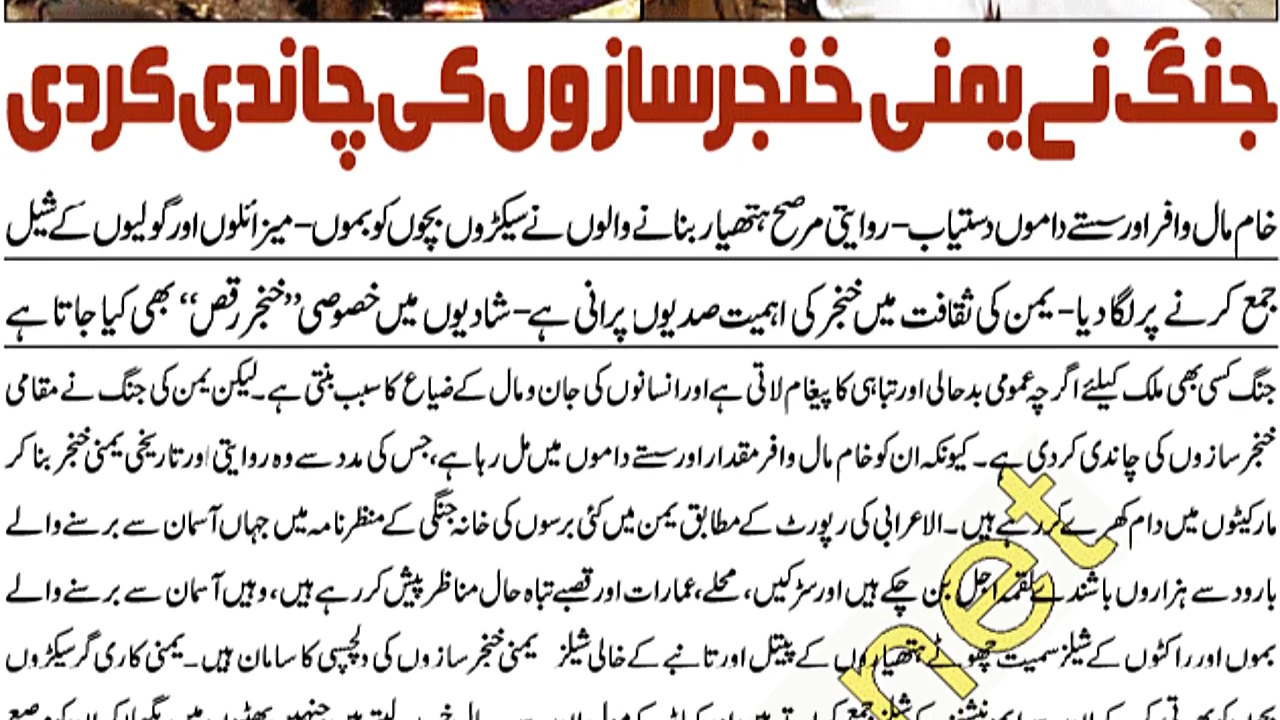 جنگ نے یمنی خنجر سازوں کی چاندی کردی
خام مال وافر اور سستے داموں دستیاب-روایتی مرصح ہتھیار بنانے والوں نے سیکڑوں بچوں کو بموں-میزائلوں اور گولیوں کے شیل
جمع کرنے پر لگا دیا-یمن کی ثقافت میں خنجر کی اہمیت صدیوں پرانی ہے-شادیوں میں خصوصی ’’خنجر رقص‘‘ بھی کیا جاتا ہے
جنگ کسی بھی ملک کیلئے اگر چہ عمومی بدحالی اور تباہی کا پیغام لاتی ہے اور انسانوں کی جان و مال کے ضیاع کا سبب بنتی ہے۔لیکن یمن کی جنگ نے مقامی
خنجر سازوں کی چاندی کردی ہے۔ کیونکہ ان کو خام مال وافر مقدار اور سستے داموں میں مل رہا ہے،جس کی مدد سے وہ روایتی اور تاریخی یمنی خنجر بنا کر
مارکیٹوں میں دام کھرے کر رہے ہیں۔الاعرابی کی رپورٹ کے مطابق یمن میں کئی برسوں کی خانہ جنگی کے منظر نامہ میں جہاں آسمان سے برسنے والے
بارود سے ہزاروں باشندے لقمہ اجل بن چکے ہیں اور سڑکیں، محلے،عمارات اور قصبے تباہ حال مناظر پیش کر رہے ہیں،وہیں آسمان سے برسنے والے
بموں اور راکٹوں کے شیلز سمیت چھوٹے ہتھیاروں کے پیتل اور تانبے کے خالی شیلز یمنی خنجر سازوں کی دلچسپی کا سامان ہیں۔یمنی کاری گر سیکڑوں
net